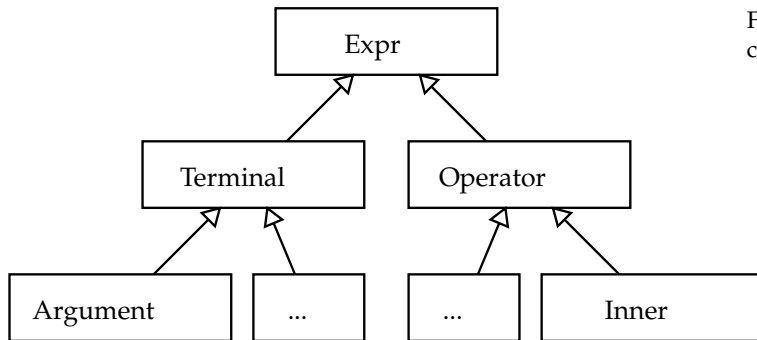 Expr
Terminal
Operator
Argument
...
...
Inner